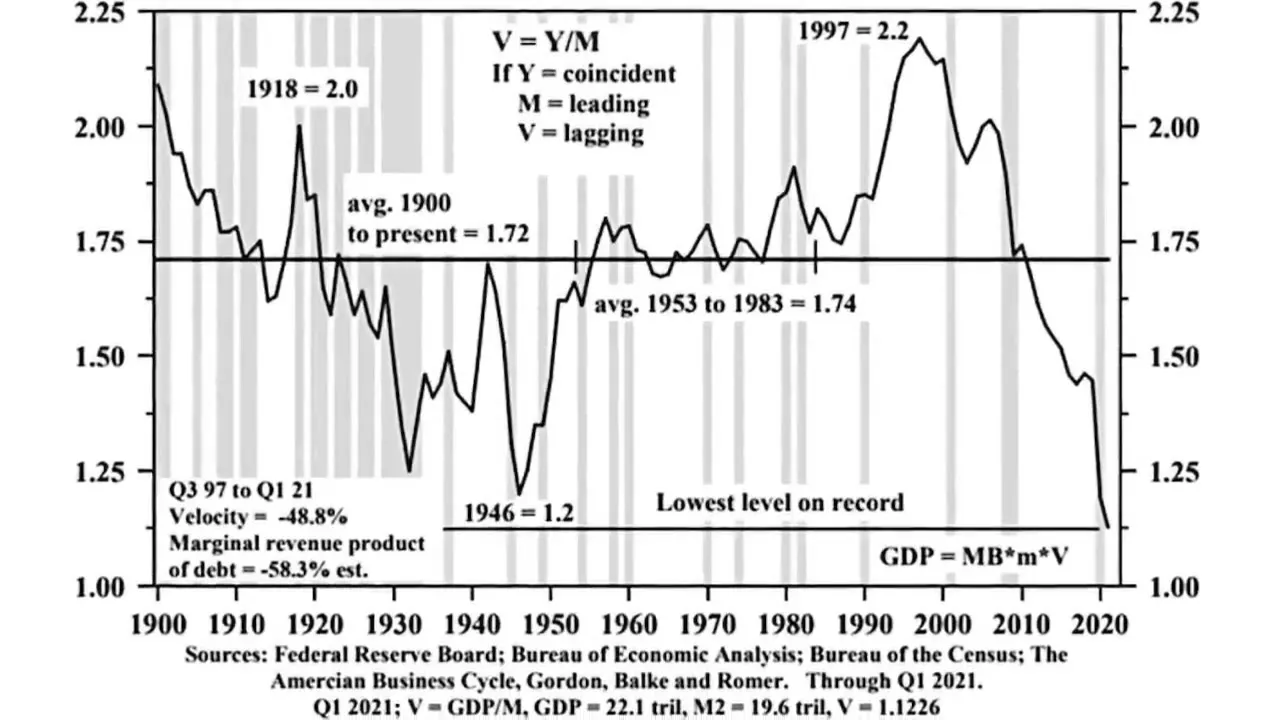 2.25
2.00
1.75
1.50
1.25
1.00
2.25
2.00
1.75
1.50
1.25
1.00
V = Y/M
If Y = coincident
M = leading
V = lagging
1997 = 2.2
1918 = 2.0
avg. 1900
to present = 1.72
avg. 1953 to 1983 = 1.74
Q3 97 to Q1 21
Velocity = -48.8%
Marginal revenue product
of debt = -58.3% est.
1946 = 1.2
Lowest level on record
GDP = MB*m*V
1900 1910 1920 1930 1940 1950 1960 1970 1980 1990 2000 2010 2020
Sources: Federal Reserve Board; Bureau of Economic Analysis; Bureau of the Census; The
Amercian Business Cycle, Gordon, Balke and Romer. Through Q1 2021.
Q1 2021; V = GDP/M, GDP = 22.1 tril, M2 = 19.6 tril, V = 1.1226